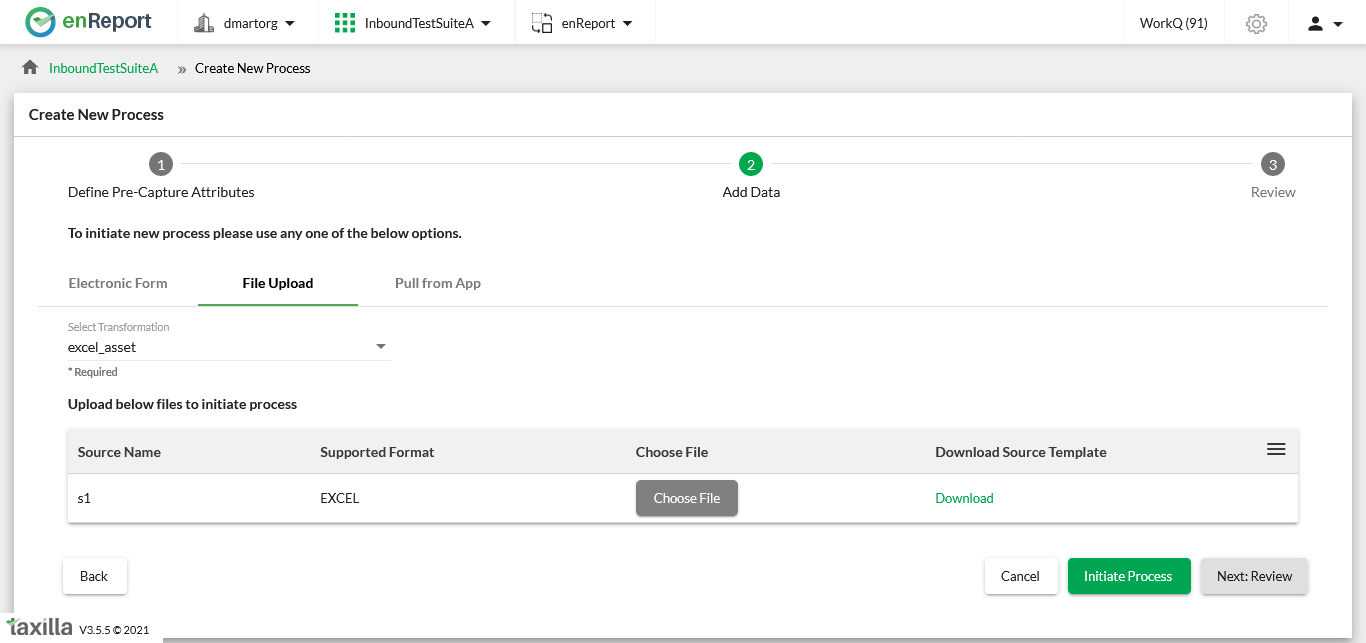 enReport dmartorg InboundTestSuiteA enReport WorkQ (91)
InboundTestSuiteA » Create New Process
Create New Process
1 2 3
Define Pre-Capture Attributes Add Data Review
To initiate new process please use any one of the below options.
Electronic Form File Upload Pull from App
Select Transformation
excel_asset
* Required
Upload below files to initiate process
Source Name Supported Format Choose File Download Source Template
s1 EXCEL Choose File Download
Back Cancel Initiate Process Next: Review
taxilla V3.5.5 © 2021